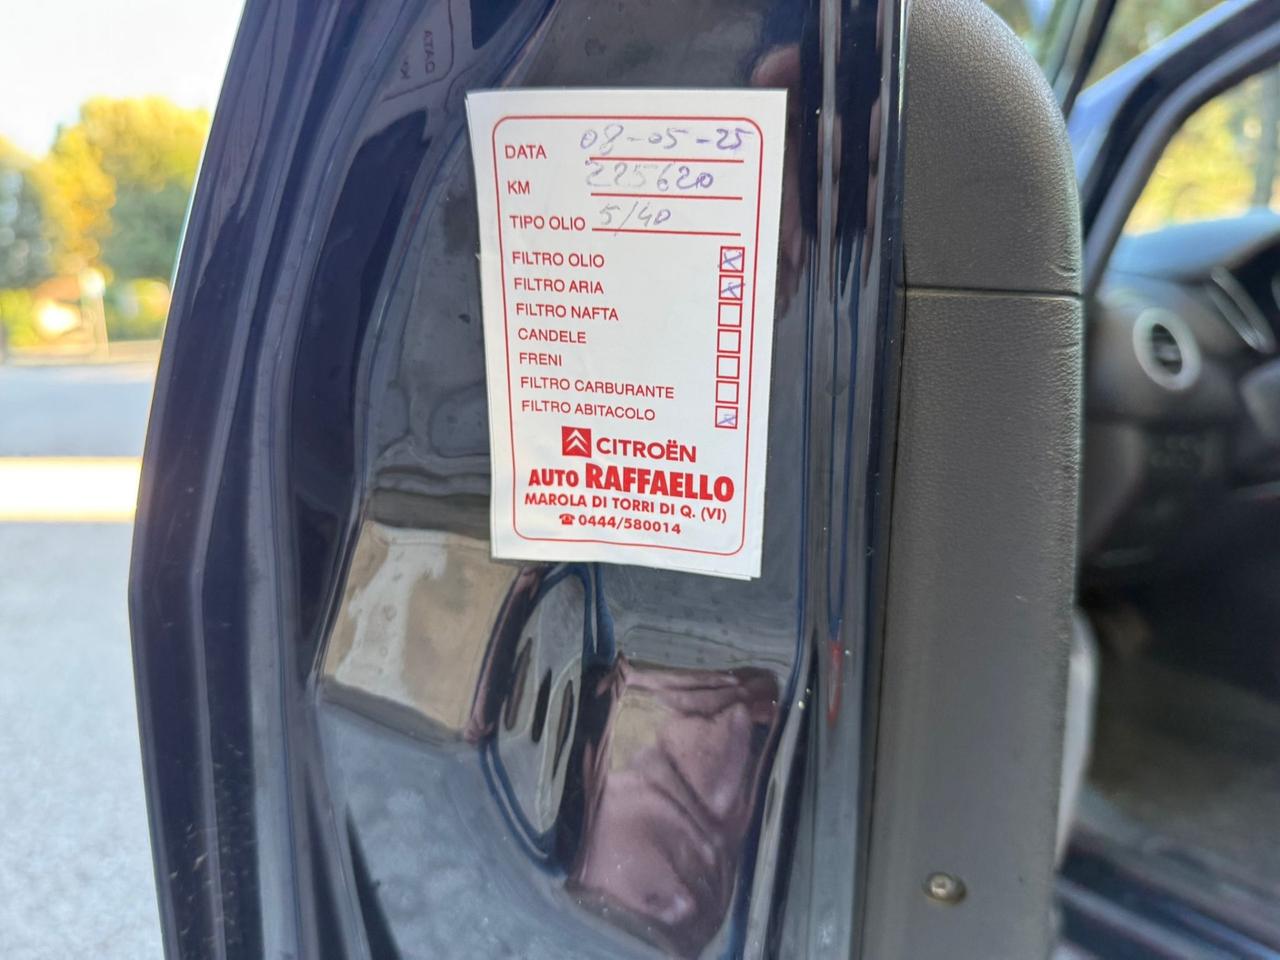 DATA 08-05-25
KM 225620
TIPO OLIO 5/40
FILTRO OLIO
FILTRO ARIA
FILTRO NAFTA
CANDELE
FRENI
FILTRO CARBURANTE
FILTRO ABITACOLO
CITROËN
AUTO RAFFAELLO
MAROLA DI TORRI DI Q. (VI)
☎ 0444/580014